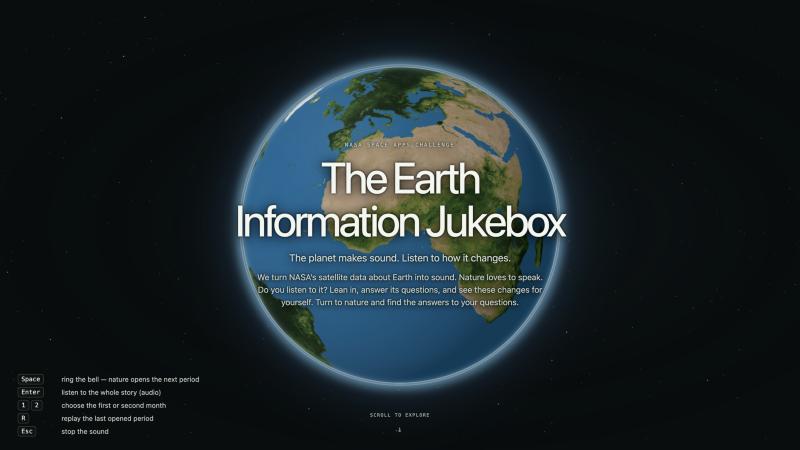 NASA SPACE APPS CHALLENGE
The Earth
Information Jukebox
The planet makes sound. Listen to how it changes.
We turn NASA's satellite data about Earth into sound. Nature loves to speak.
Do you listen to it? Lean in, answer its questions, and see these changes for
yourself. Turn to nature and find the answers to your questions.
Space ring the bell — nature opens the next period
Enter listen to the whole story (audio)
1 2 choose the first or second month
R replay the last opened period
Esc stop the sound
SCROLL TO EXPLORE